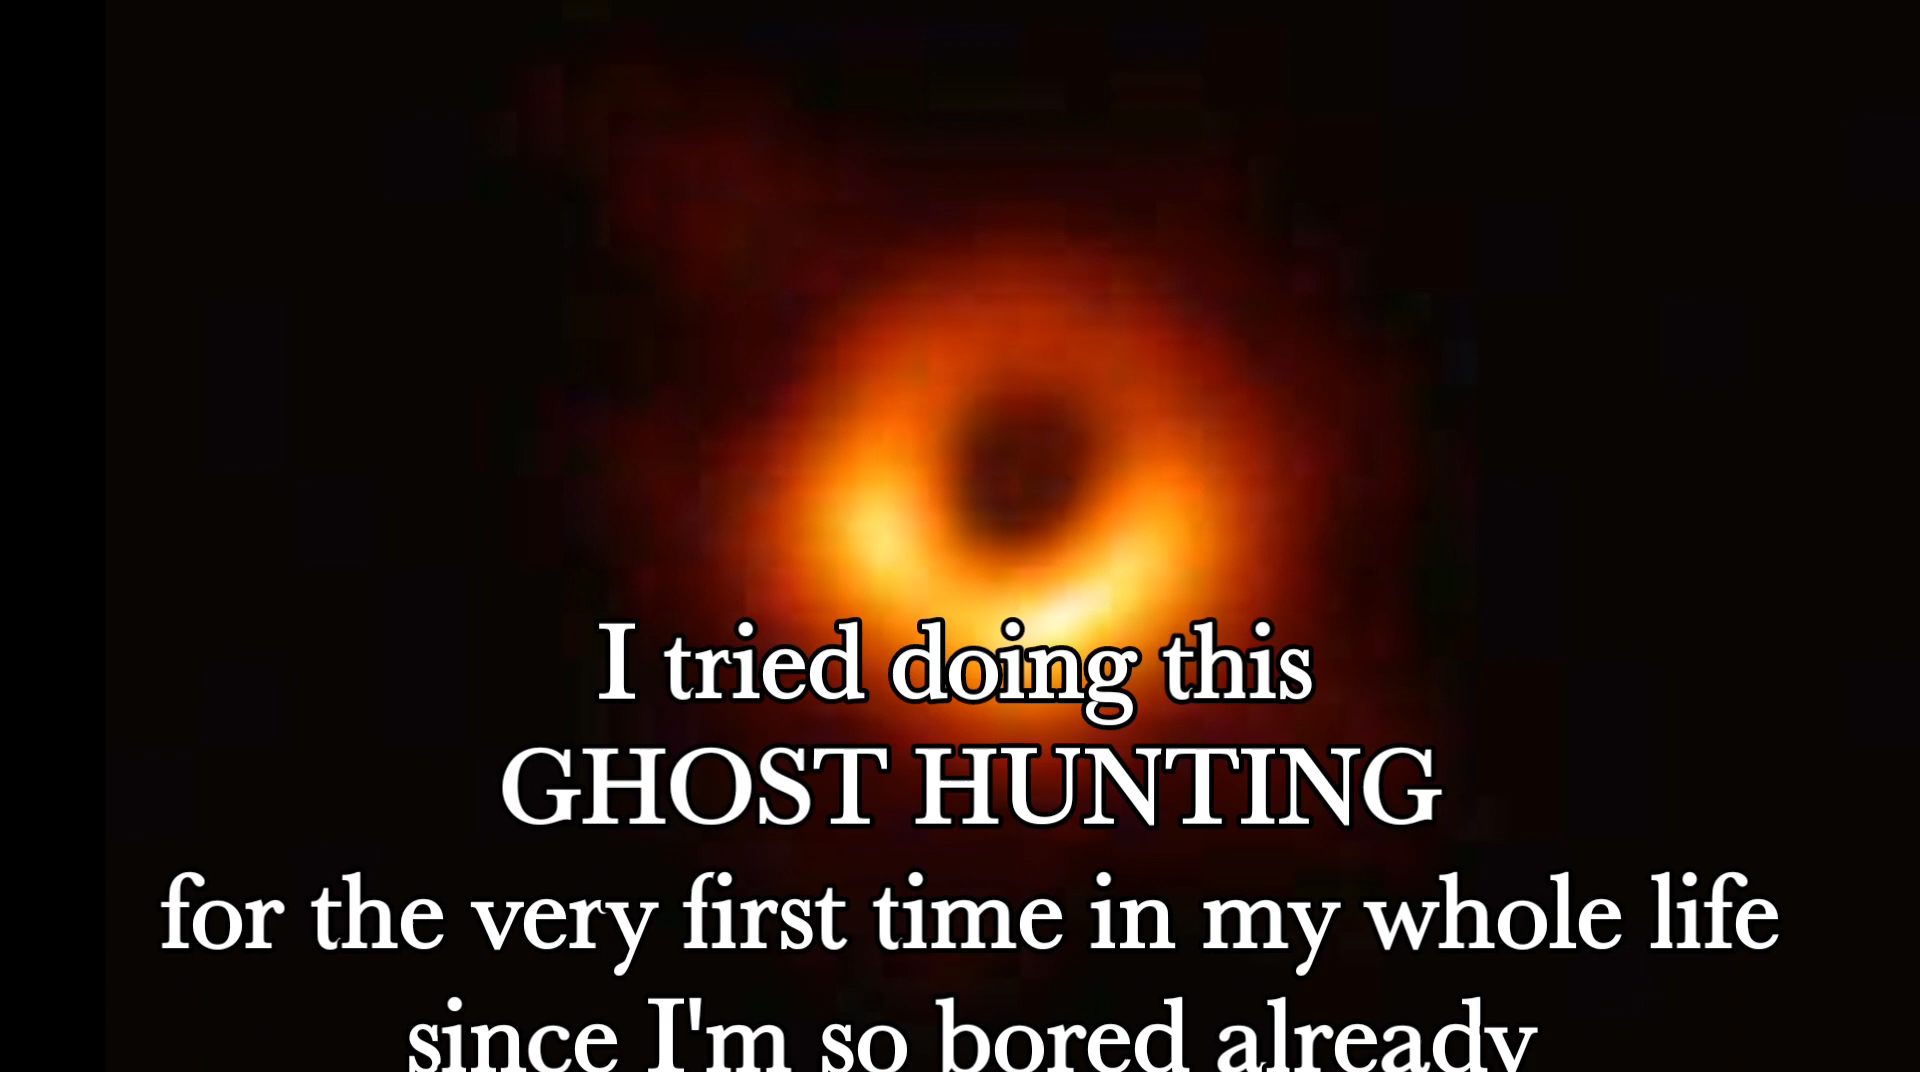 I tried doing this
GHOST HUNTING
for the very first time in my whole life
since I'm so bored already